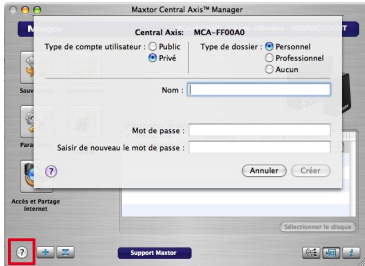 Maxtor Central Axis™ Manager
Central Axis: MCA-FF00A0
Type de compte utilisateur : Public Type de dossier : Personnel
Privé Professionnel
Aucun
Nom :
Mot de passe :
Saisir de nouveau le mot de passe :
? Annuler Créer
Accès et Partage
Internet
Sélectionner le disque
? Support Maxtor i